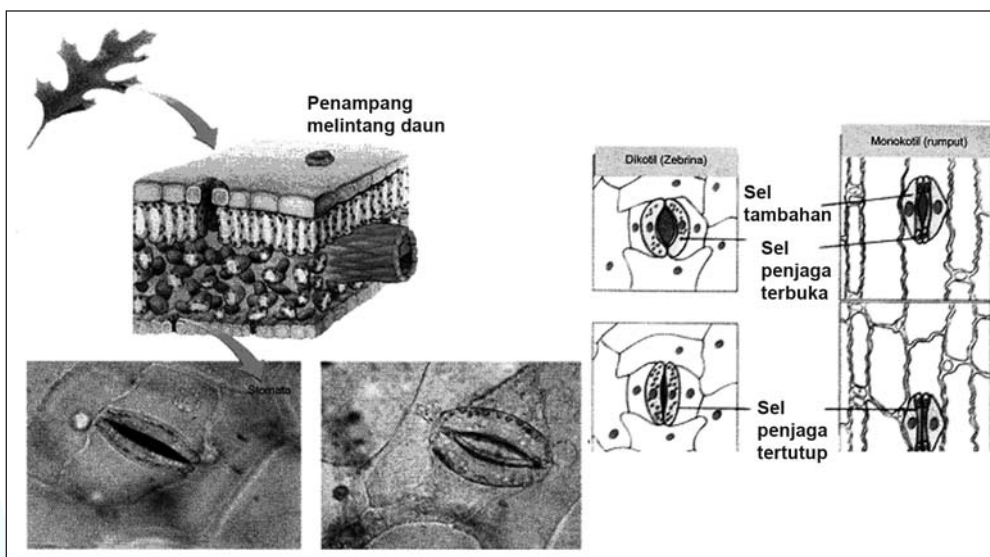 Penampang
melintang daun
Stomata
Dikotil (Zebrina)
Monokotil (rumput)
Sel
tambahan
Sel
penjaga
terbuka
Sel
penjaga
tertutup